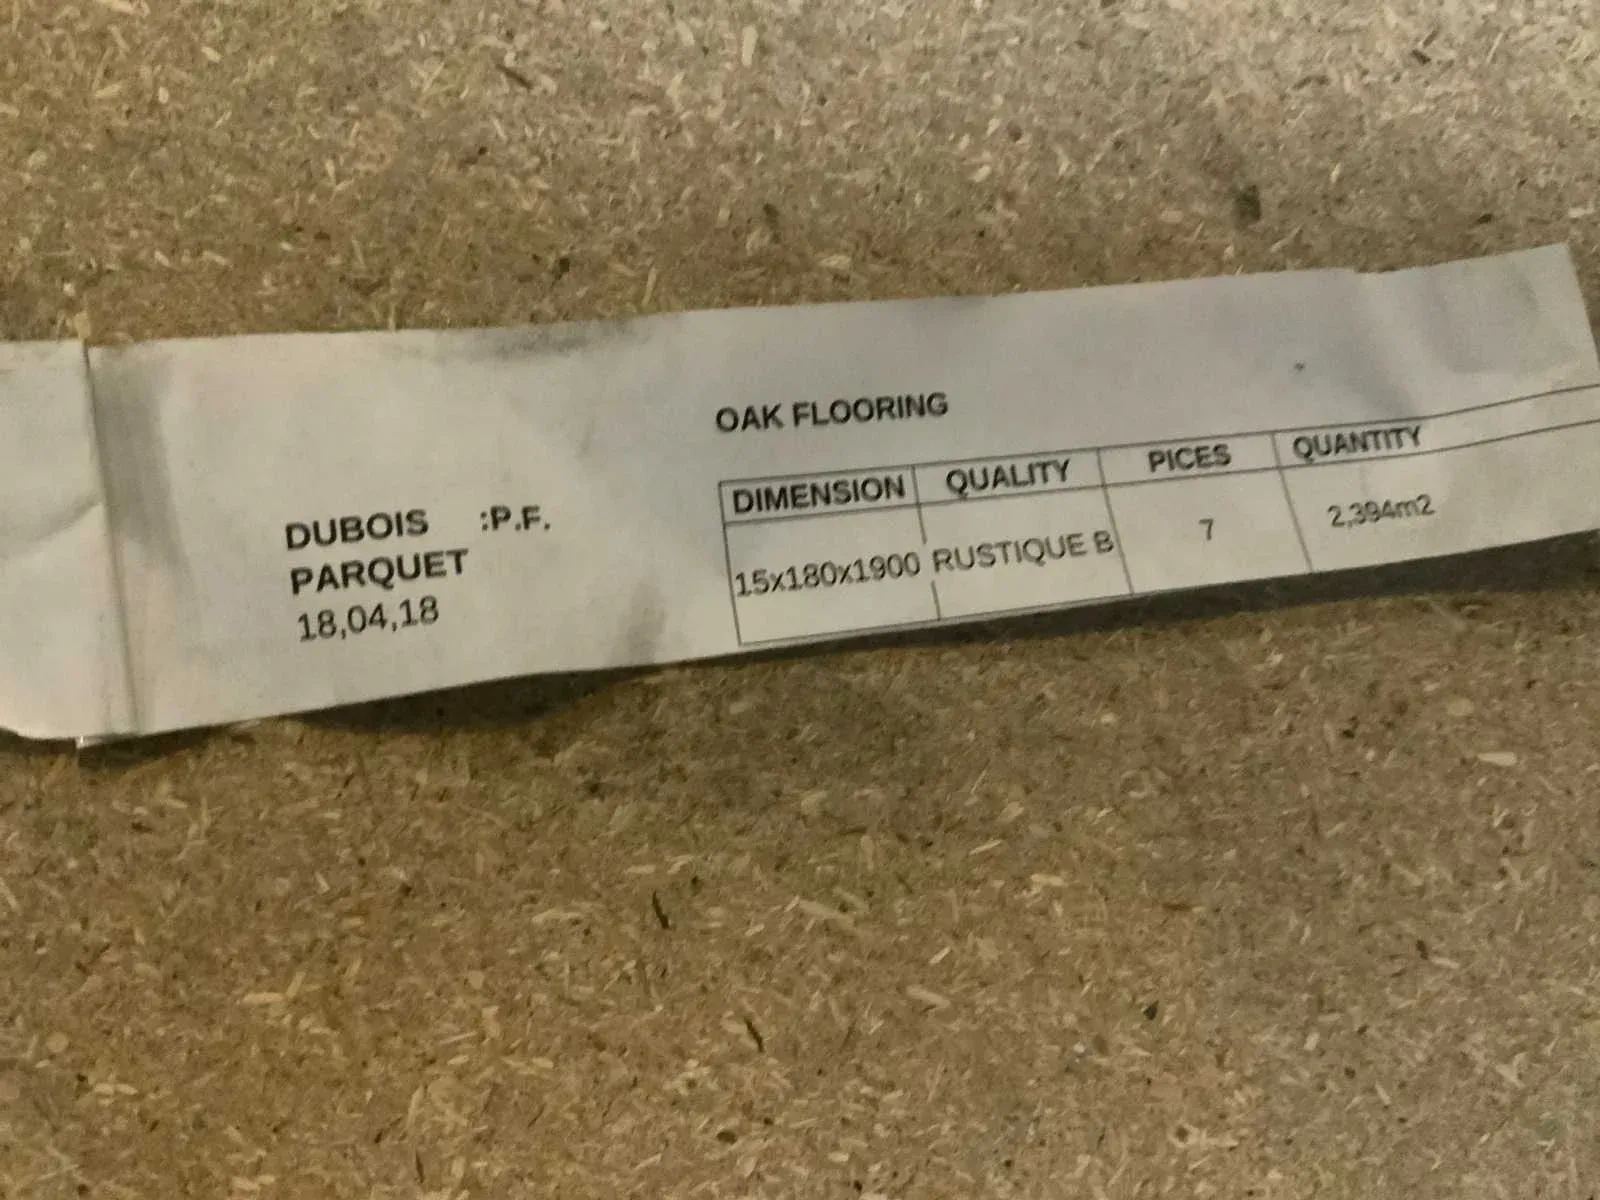 OAK FLOORING
DUBOIS :P.F.
PARQUET
18,04,18
DIMENSION QUALITY PICES QUANTITY
15x180x1900 RUSTIQUE B 7 2,394m2